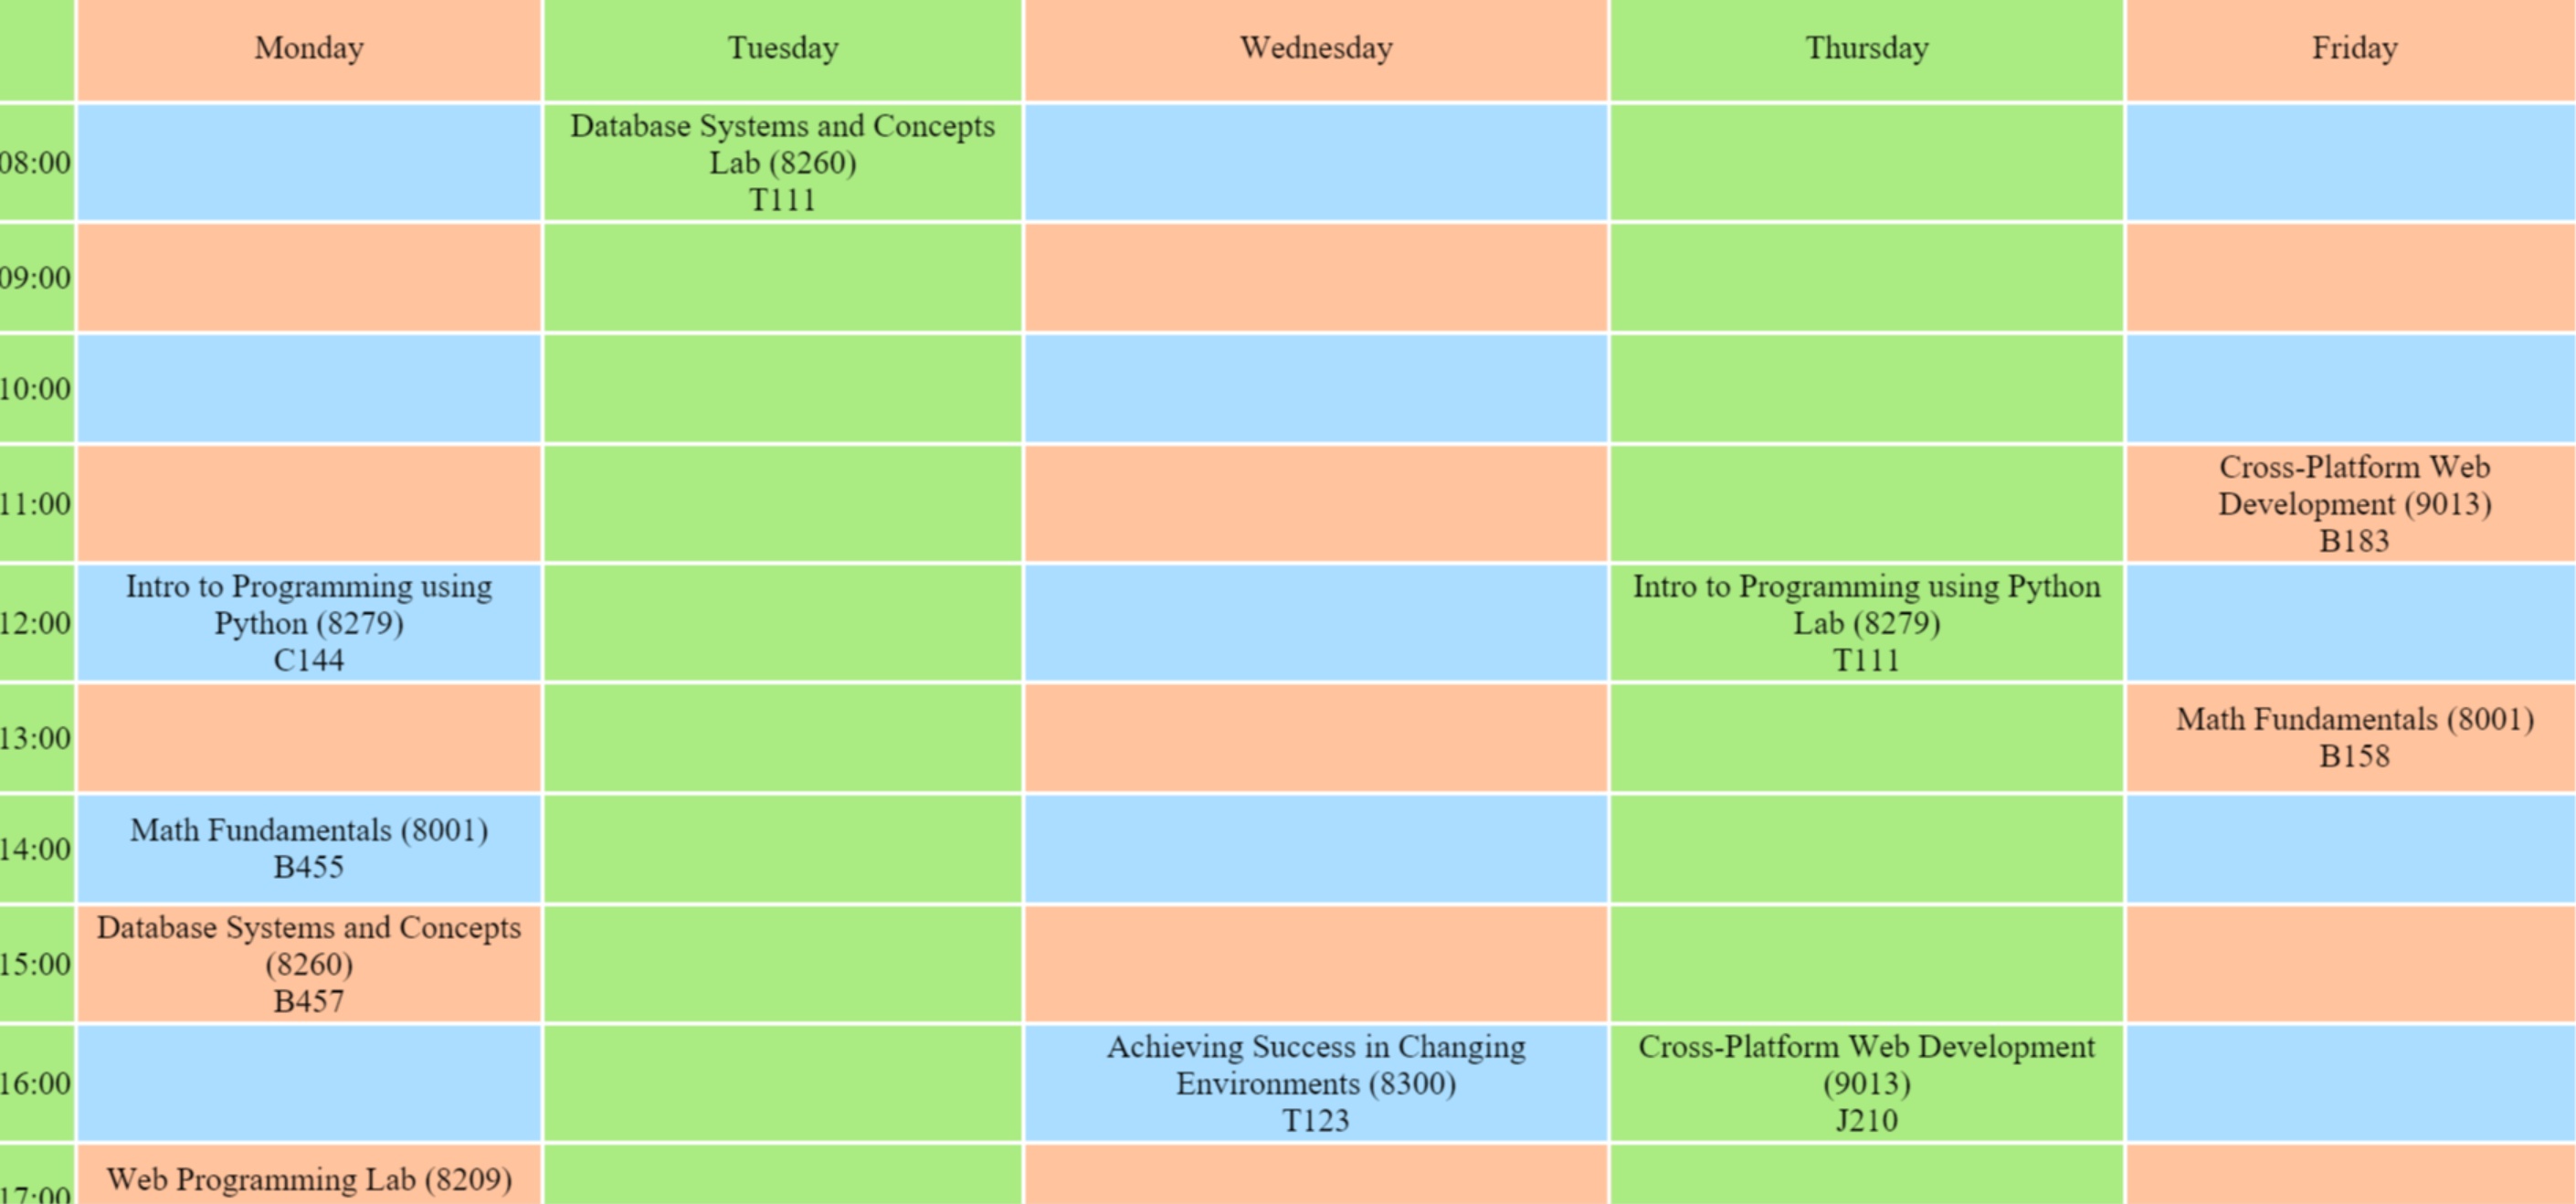 Monday
Tuesday
Wednesday
Thursday
Friday
08:00
Database Systems and Concepts
Lab (8260)
T111
09:00
10:00
11:00
Cross-Platform Web
Development (9013)
B183
12:00
Intro to Programming using
Python (8279)
C144
Intro to Programming using Python
Lab (8279)
T111
13:00
Math Fundamentals (8001)
B158
14:00
Math Fundamentals (8001)
B455
15:00
Database Systems and Concepts
(8260)
B457
16:00
Achieving Success in Changing
Environments (8300)
T123
Cross-Platform Web Development
(9013)
J210
17:00
Web Programming Lab (8209)